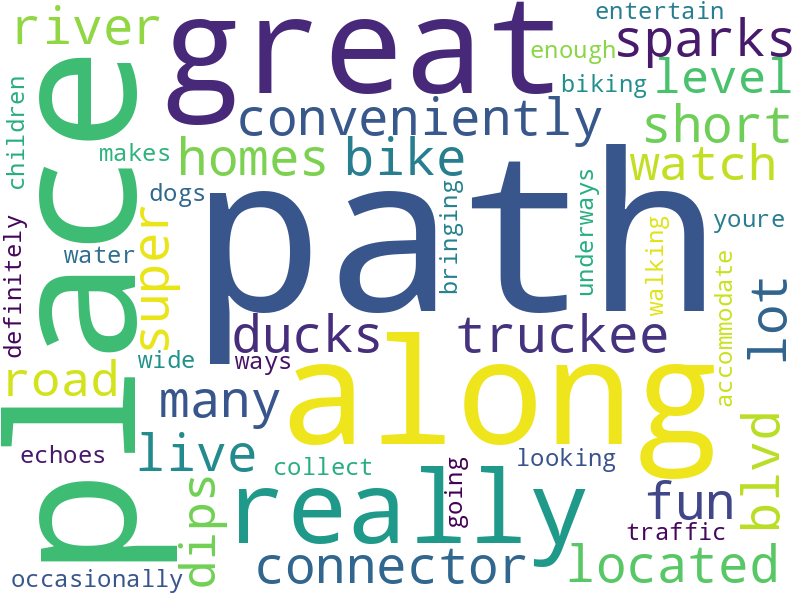 entertain
river
great
sparks
enough
biking
level
children
place
conveniently
short
makes
homes
bike
watch
dogs
path
bringing
underways
youre
definitely
super
water
walking
accommodate
lot
ducks
truckee
wide
ways
along
road
many
echoes
live
collect
really
going
looking
blvd
dips
fun
traffic
occasionally
connector
located